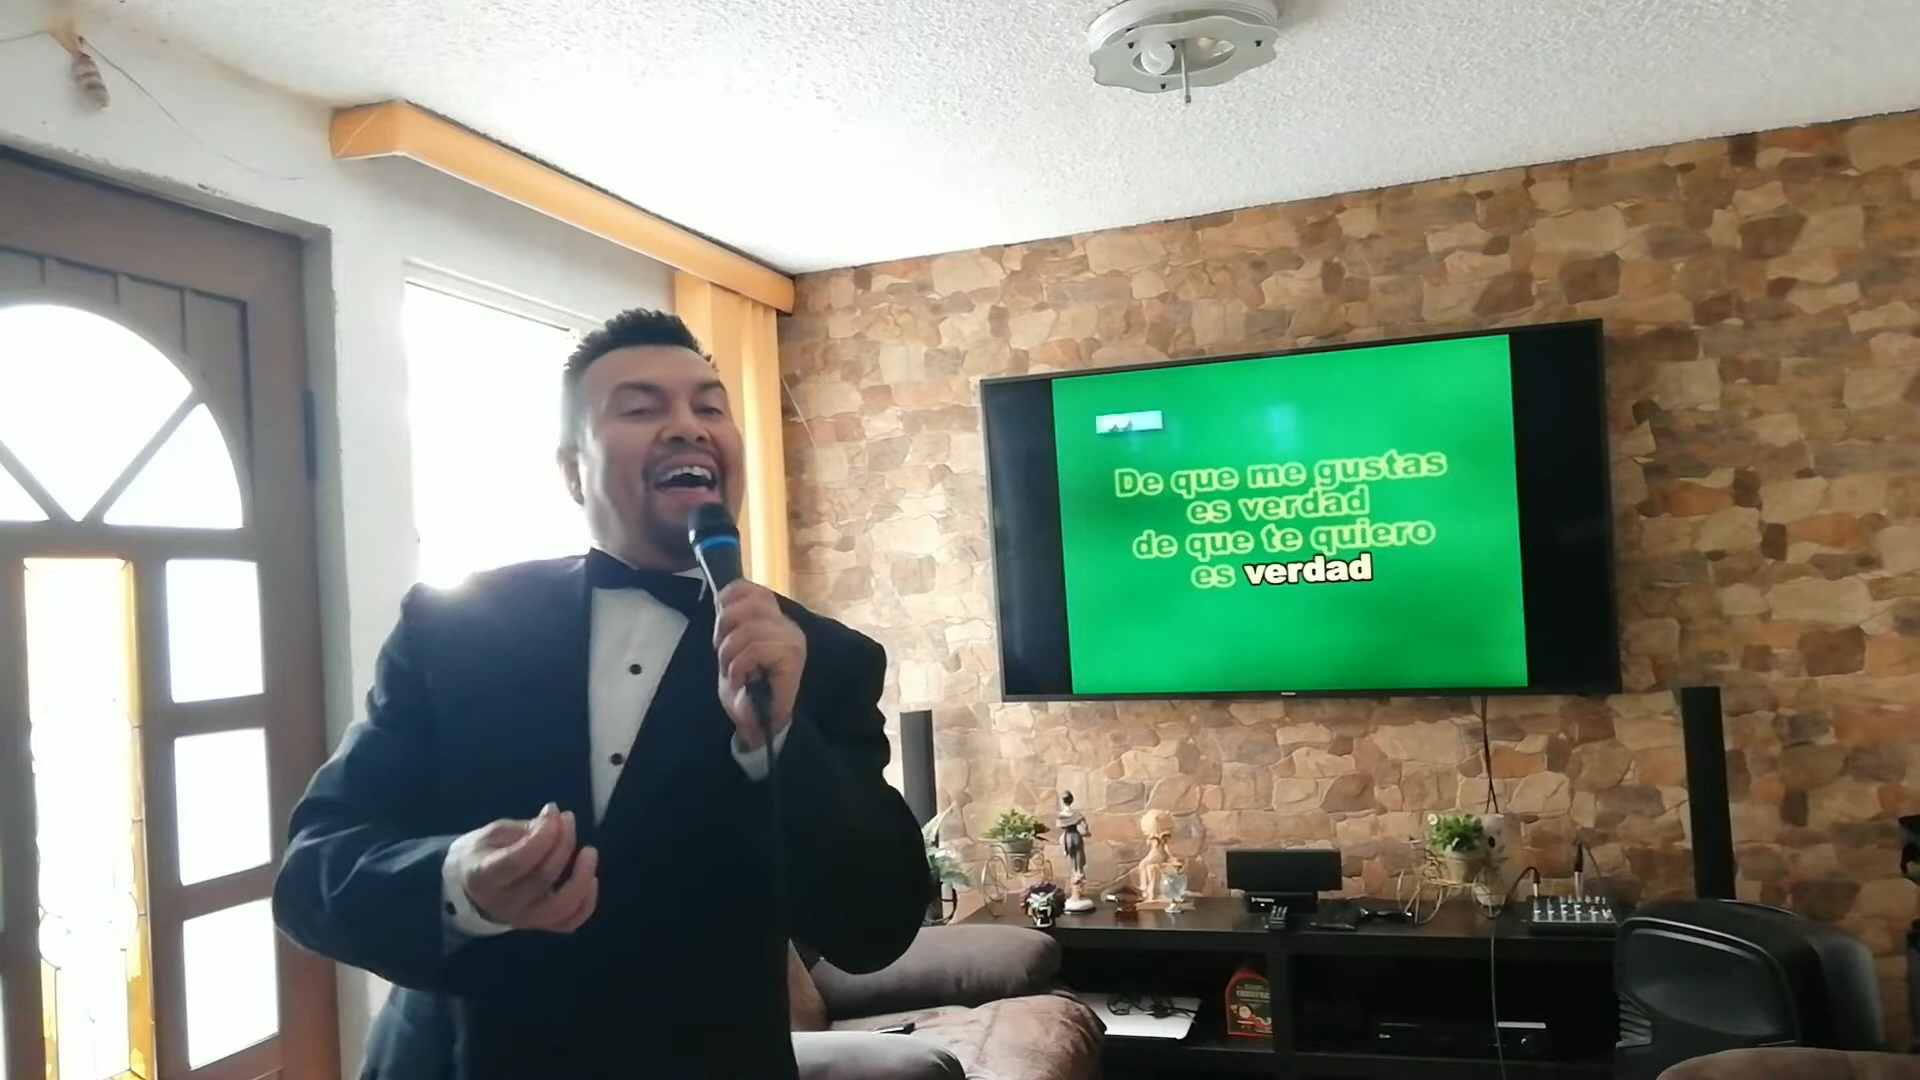 De que me gustas
es verdad
de que te quiero
es verdad